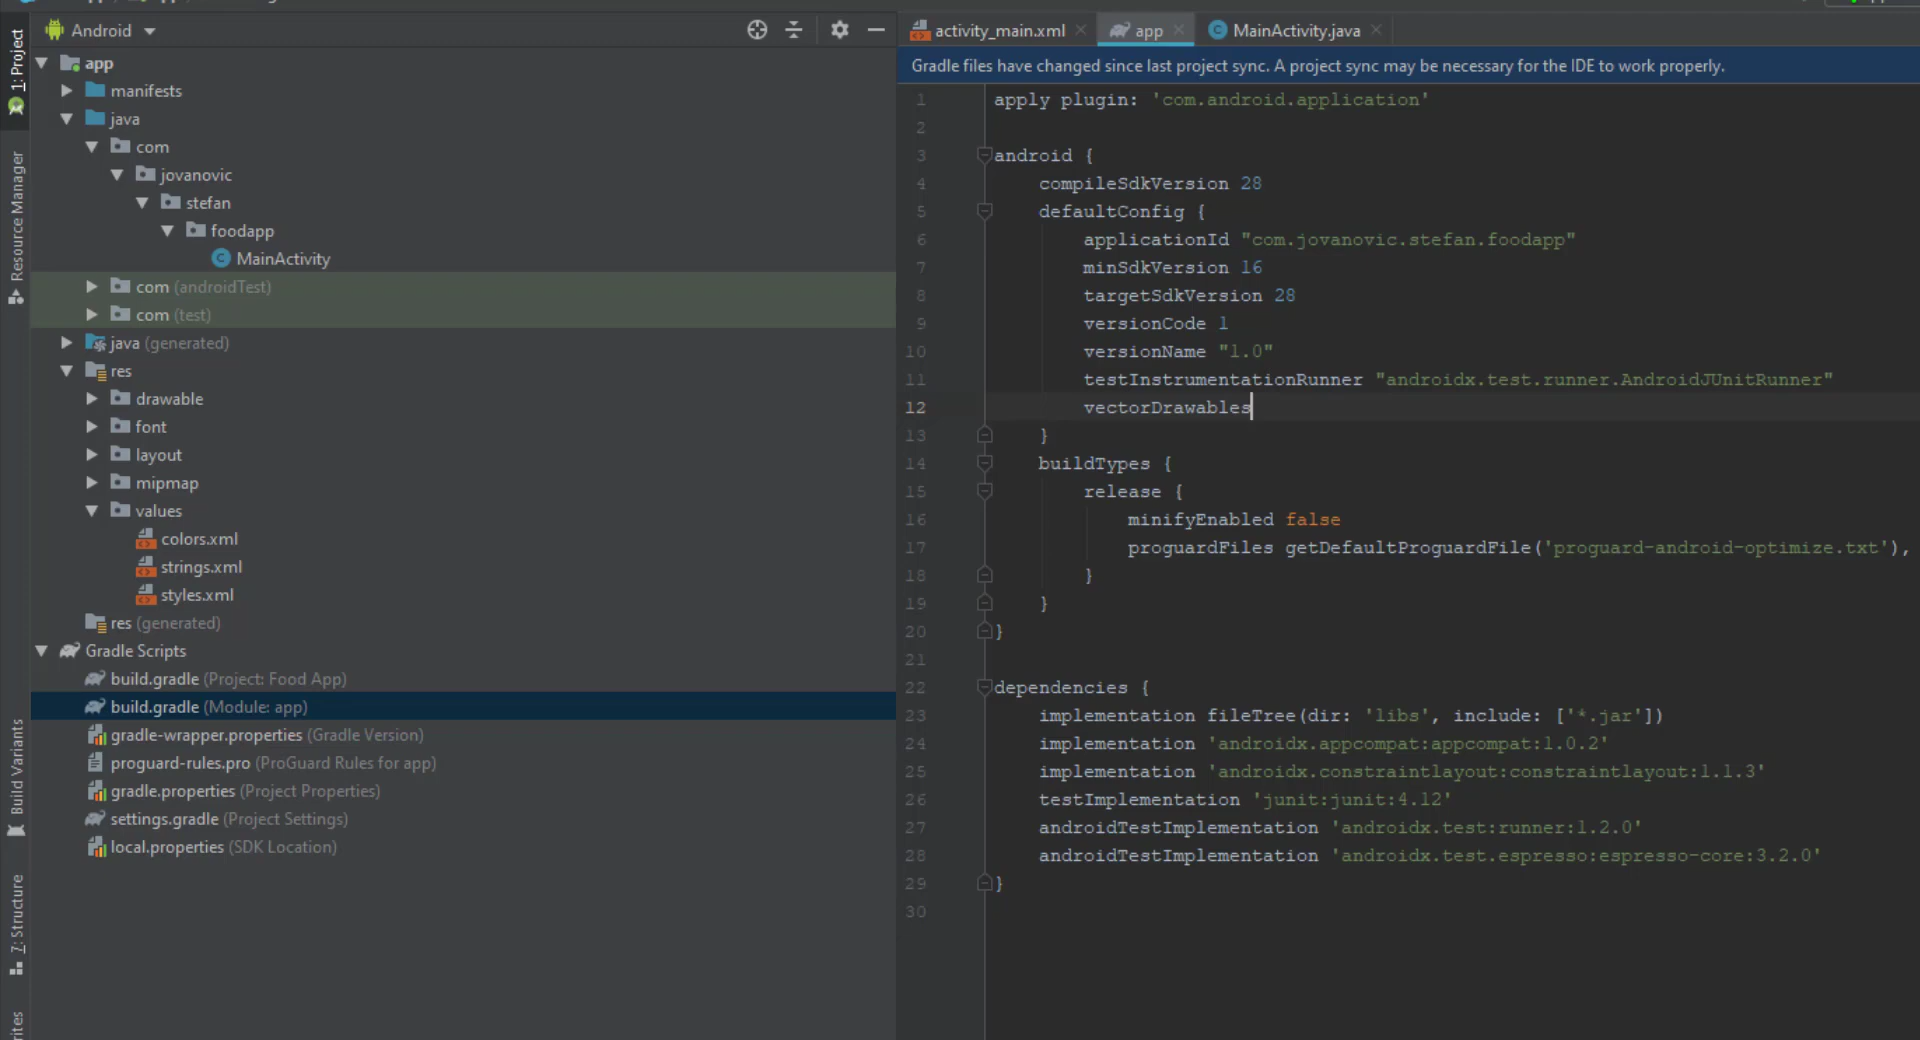 Android
app
manifests
java
com
jovanovic
stefan
foodapp
MainActivity
com (androidTest)
com (test)
java (generated)
res
drawable
font
layout
mipmap
values
colors.xml
strings.xml
styles.xml
res (generated)
Gradle Scripts
build.gradle (Project: Food App)
build.gradle (Module: app)
gradle-wrapper.properties (Gradle Version)
proguard-rules.pro (ProGuard Rules for app)
gradle.properties (Project Properties)
settings.gradle (Project Settings)
local.properties (SDK Location)
1: Project
Resource Manager
Build Variants
7: Structure
activity_main.xml
app
MainActivity.java
Gradle files have changed since last project sync. A project sync may be necessary for the IDE to work properly.
1 apply plugin: 'com.android.application'
2
3 android {
4 compileSdkVersion 28
5 defaultConfig {
6 applicationId "com.jovanovic.stefan.foodapp"
7 minSdkVersion 16
8 targetSdkVersion 28
9 versionCode 1
10 versionName "1.0"
11 testInstrumentationRunner "androidx.test.runner.AndroidJUnitRunner"
12 vectorDrawables
13 }
14 buildTypes {
15 release {
16 minifyEnabled false
17 proguardFiles getDefaultProguardFile('proguard-android-optimize.txt'),
18 }
19 }
20 }
21
22 dependencies {
23 implementation fileTree(dir: 'libs', include: ['*.jar'])
24 implementation 'androidx.appcompat:appcompat:1.0.2'
25 implementation 'androidx.constraintlayout:constraintlayout:1.1.3'
26 testImplementation 'junit:junit:4.12'
27 androidTestImplementation 'androidx.test:runner:1.2.0'
28 androidTestImplementation 'androidx.test.espresso:espresso-core:3.2.0'
29 }
30